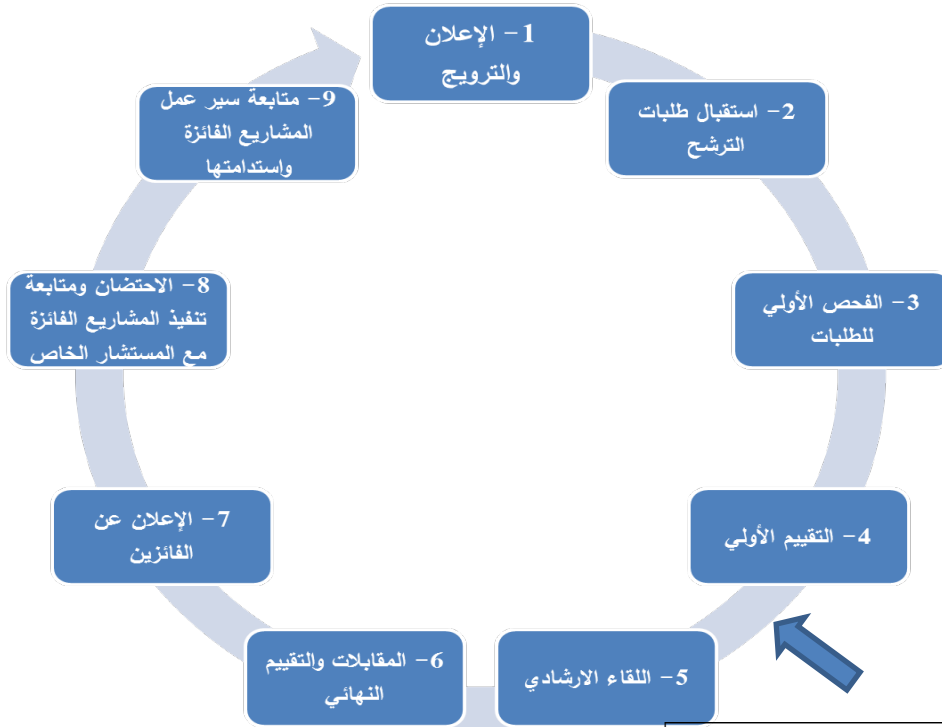 1- الإعلان
والترويج
2- استقبال طلبات
الترشح
3- الفحص الأولي
للطلبات
4- التقييم الأولي
5- اللقاء الارشادي
6- المقابلات والتقييم
النهائي
7- الإعلان عن
الفائزين
8- الاحتضان ومتابعة
تنفيذ المشاريع الفائزة
مع المستشار الخاص
9- متابعة سير عمل
المشاريع الفائزة
واستدامتها